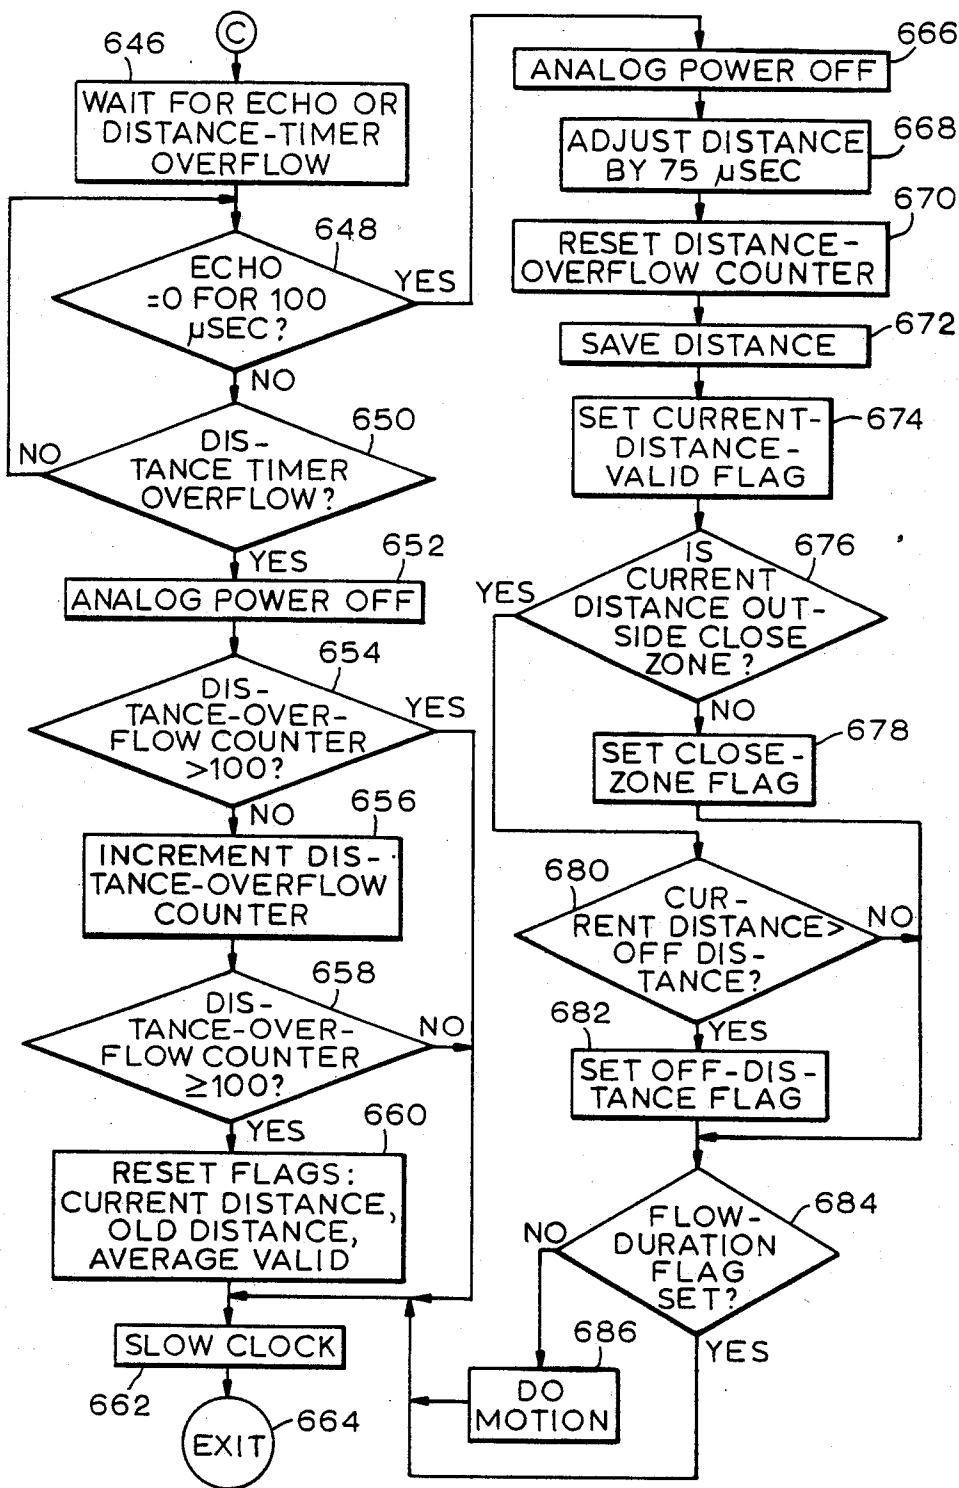 C
646
WAIT FOR ECHO OR
DISTANCE-TIMER
OVERFLOW
648
ECHO
=0 FOR 100
µSEC?
YES
NO
650
DIS-
TANCE TIMER
OVERFLOW?
NO
YES
652
ANALOG POWER OFF
654
DIS-
TANCE-OVER-
FLOW COUNTER
>100?
YES
NO
656
INCREMENT DIS-
TANCE-OVERFLOW
COUNTER
658
DIS-
TANCE-OVER-
FLOW COUNTER
≥100?
NO
YES
660
RESET FLAGS:
CURRENT DISTANCE,
OLD DISTANCE,
AVERAGE VALID
SLOW CLOCK
662
EXIT
664
666
ANALOG POWER OFF
668
ADJUST DISTANCE
BY 75 µSEC
670
RESET DISTANCE-
OVERFLOW COUNTER
672
SAVE DISTANCE
674
SET CURRENT-
DISTANCE-
VALID FLAG
676
IS
CURRENT
DISTANCE OUT-
SIDE CLOSE
ZONE?
YES
NO
678
SET CLOSE-
ZONE FLAG
680
CUR-
RENT DISTANCE>
OFF DIS-
TANCE?
NO
YES
682
SET OFF-DIS-
TANCE FLAG
684
FLOW-
DURATION
FLAG
SET?
NO
YES
686
DO
MOTION